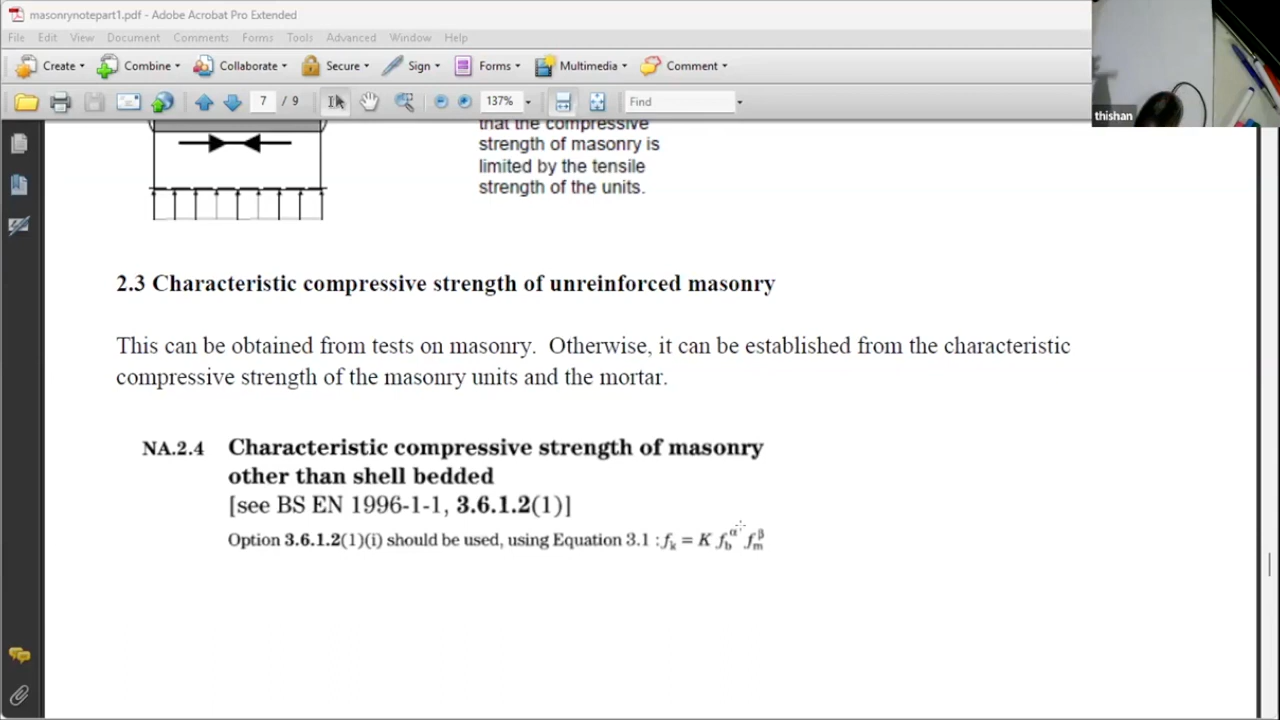 masonrynotepart1.pdf - Adobe Acrobat Pro Extended
File Edit View Document Comments Forms Tools Advanced Window Help
Create Combine Collaborate Secure Sign Forms Multimedia Comment
7 / 9 137% Find
thishan
that the compressive
strength of masonry is
limited by the tensile
strength of the units.
2.3 Characteristic compressive strength of unreinforced masonry
This can be obtained from tests on masonry. Otherwise, it can be established from the characteristic
compressive strength of the masonry units and the mortar.
NA.2.4 Characteristic compressive strength of masonry
other than shell bedded
[see BS EN 1996-1-1, 3.6.1.2(1)]
Option 3.6.1.2(1)(i) should be used, using Equation 3.1 : fₖ = K f_b^α f_m^β